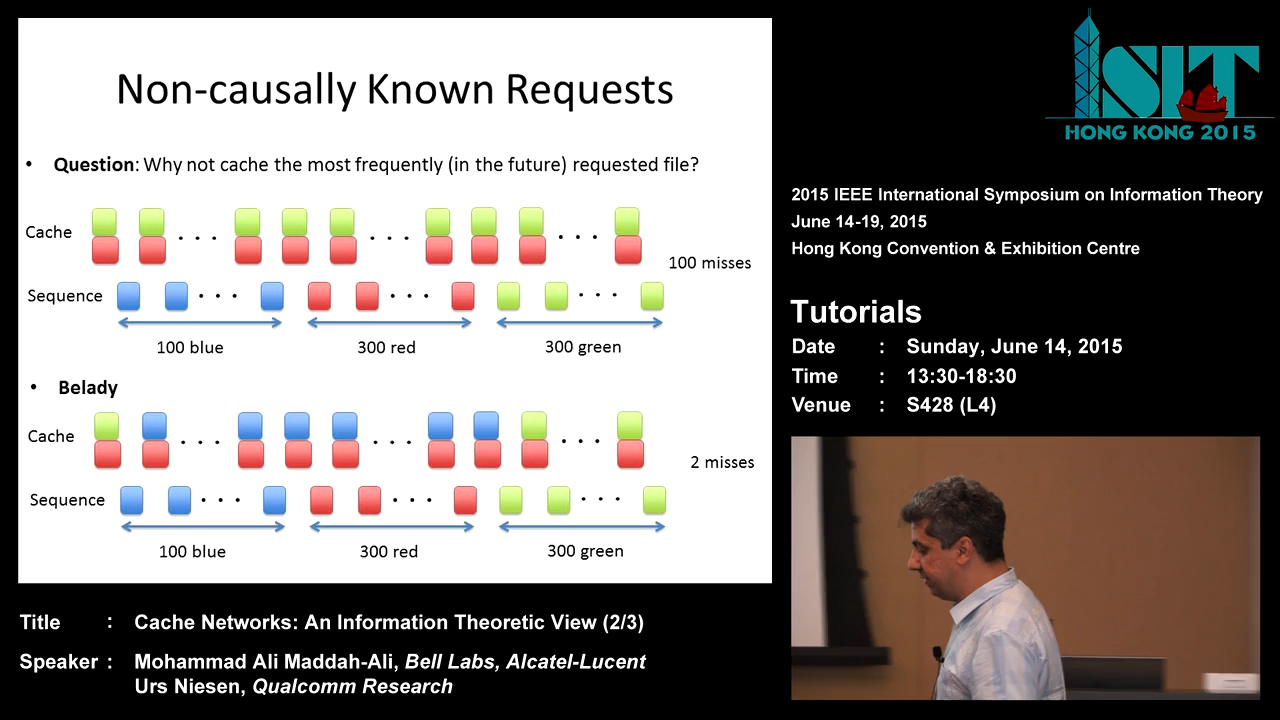 Non-causally Known Requests
• Question: Why not cache the most frequently (in the future) requested file?
Cache
100 misses
Sequence
100 blue
300 red
300 green
• Belady
Cache
2 misses
Sequence
100 blue
300 red
300 green
ISIT
HONG KONG 2015
2015 IEEE International Symposium on Information Theory
June 14-19, 2015
Hong Kong Convention & Exhibition Centre
Tutorials
Date : Sunday, June 14, 2015
Time : 13:30-18:30
Venue : S428 (L4)
Title : Cache Networks: An Information Theoretic View (2/3)
Speaker : Mohammad Ali Maddah-Ali, Bell Labs, Alcatel-Lucent
Urs Niesen, Qualcomm Research